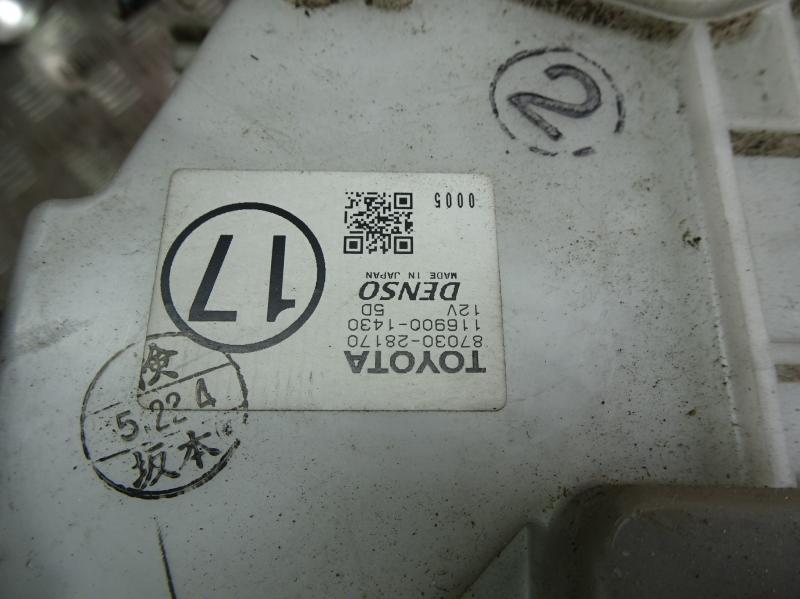 TOYOTA
87030-28170
116900-1430
5D
12V
DENSO
MADE IN JAPAN
0005
17
2
検
5.22 4
坂本